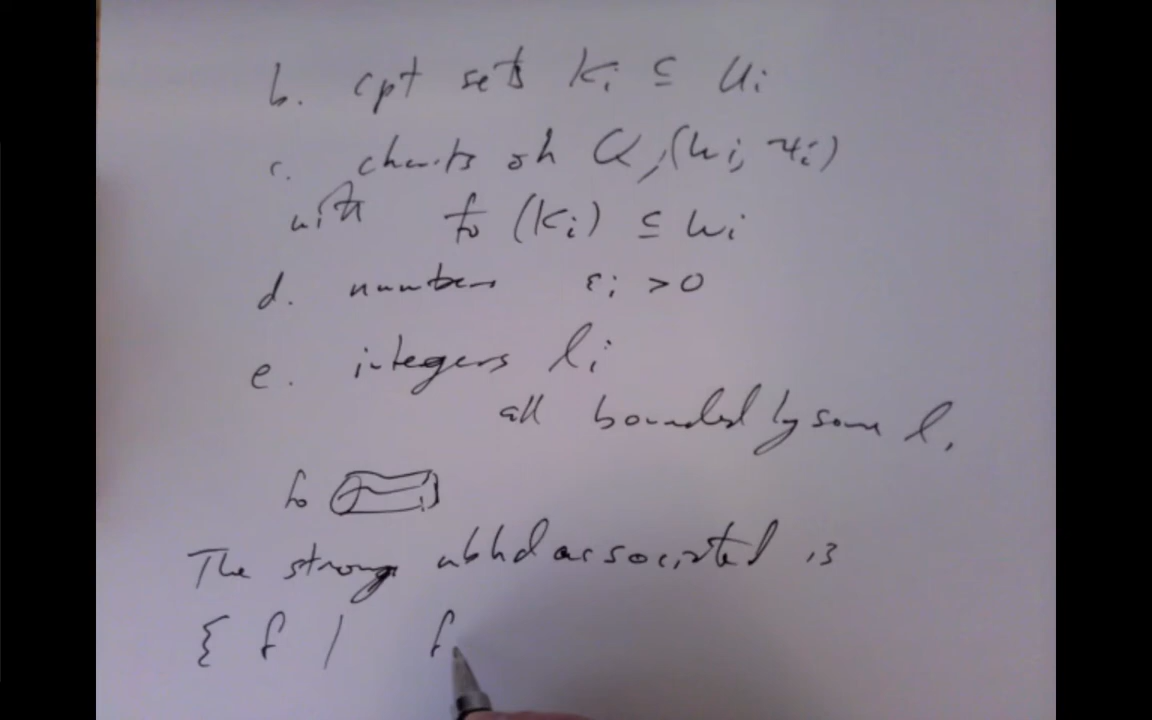 b. cpt sets Ki ⊆ Ui
c. charts on Q, (Wi, ψi)
with f0 (Ki) ⊆ Wi
d. numbers εi > 0
e. integers li
all bounded by some l.
f0
The strong nbhd associated is
{ f | f